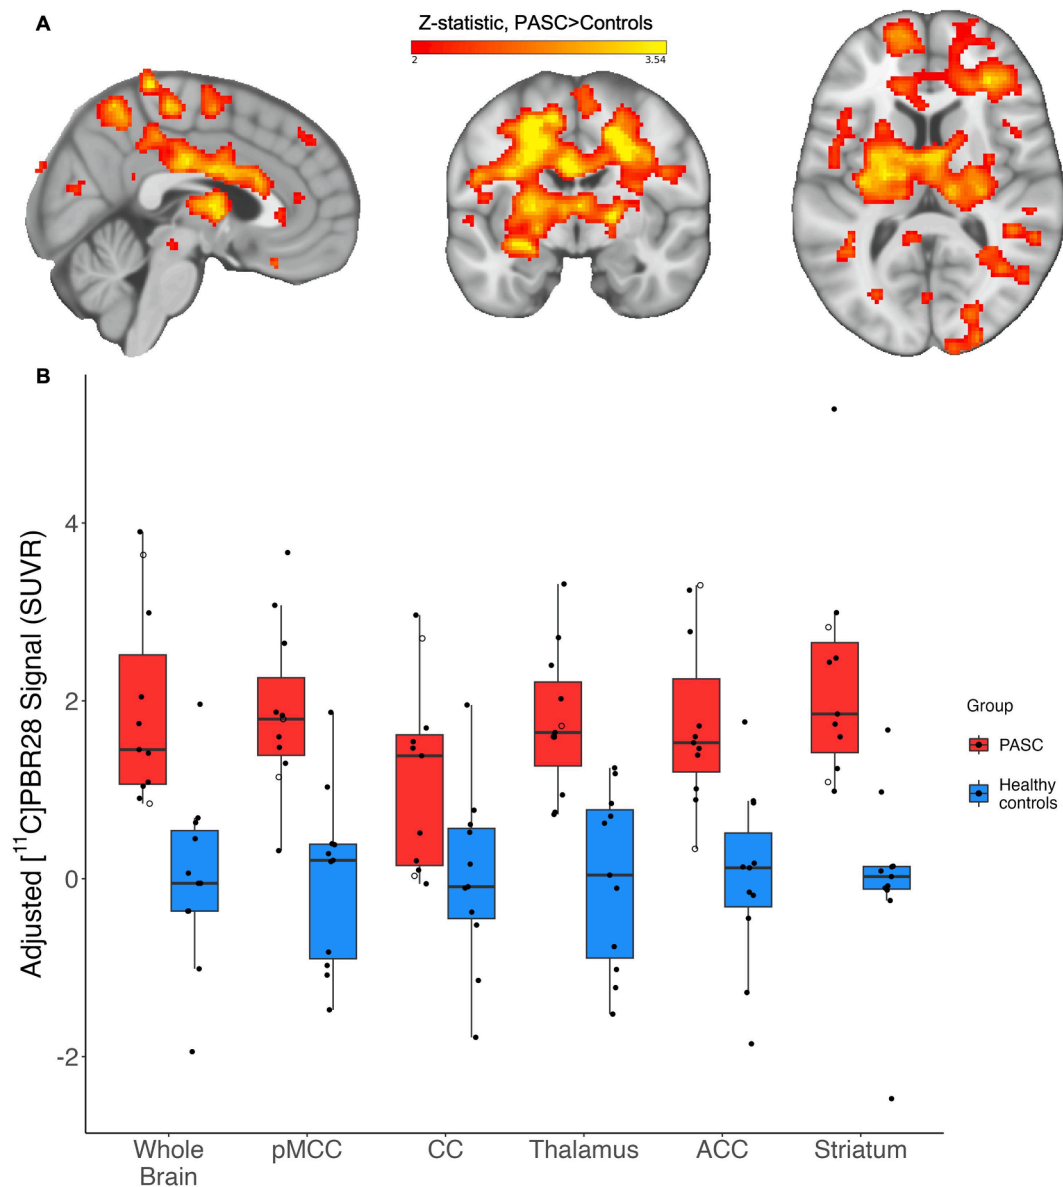 A
Z-statistic, PASC>Controls
2
3.54
B
Adjusted [¹¹C]PBR28 Signal (SUVR)
4
2
0
-2
Whole
Brain
pMCC
CC
Thalamus
ACC
Striatum
Group
PASC
Healthy
controls